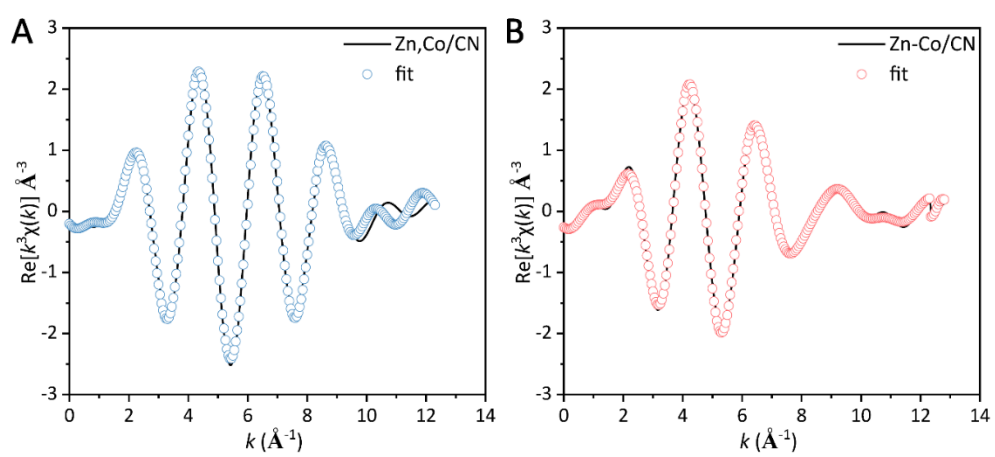 A
Zn,Co/CN
fit
Re[k³χ(k)] Å⁻³
3
2
1
0
-1
-2
-3
0 2 4 6 8 10 12 14
k (Å⁻¹)
B
Zn-Co/CN
fit
Re[k³χ(k)] Å⁻³
3
2
1
0
-1
-2
-3
0 2 4 6 8 10 12 14
k (Å⁻¹)